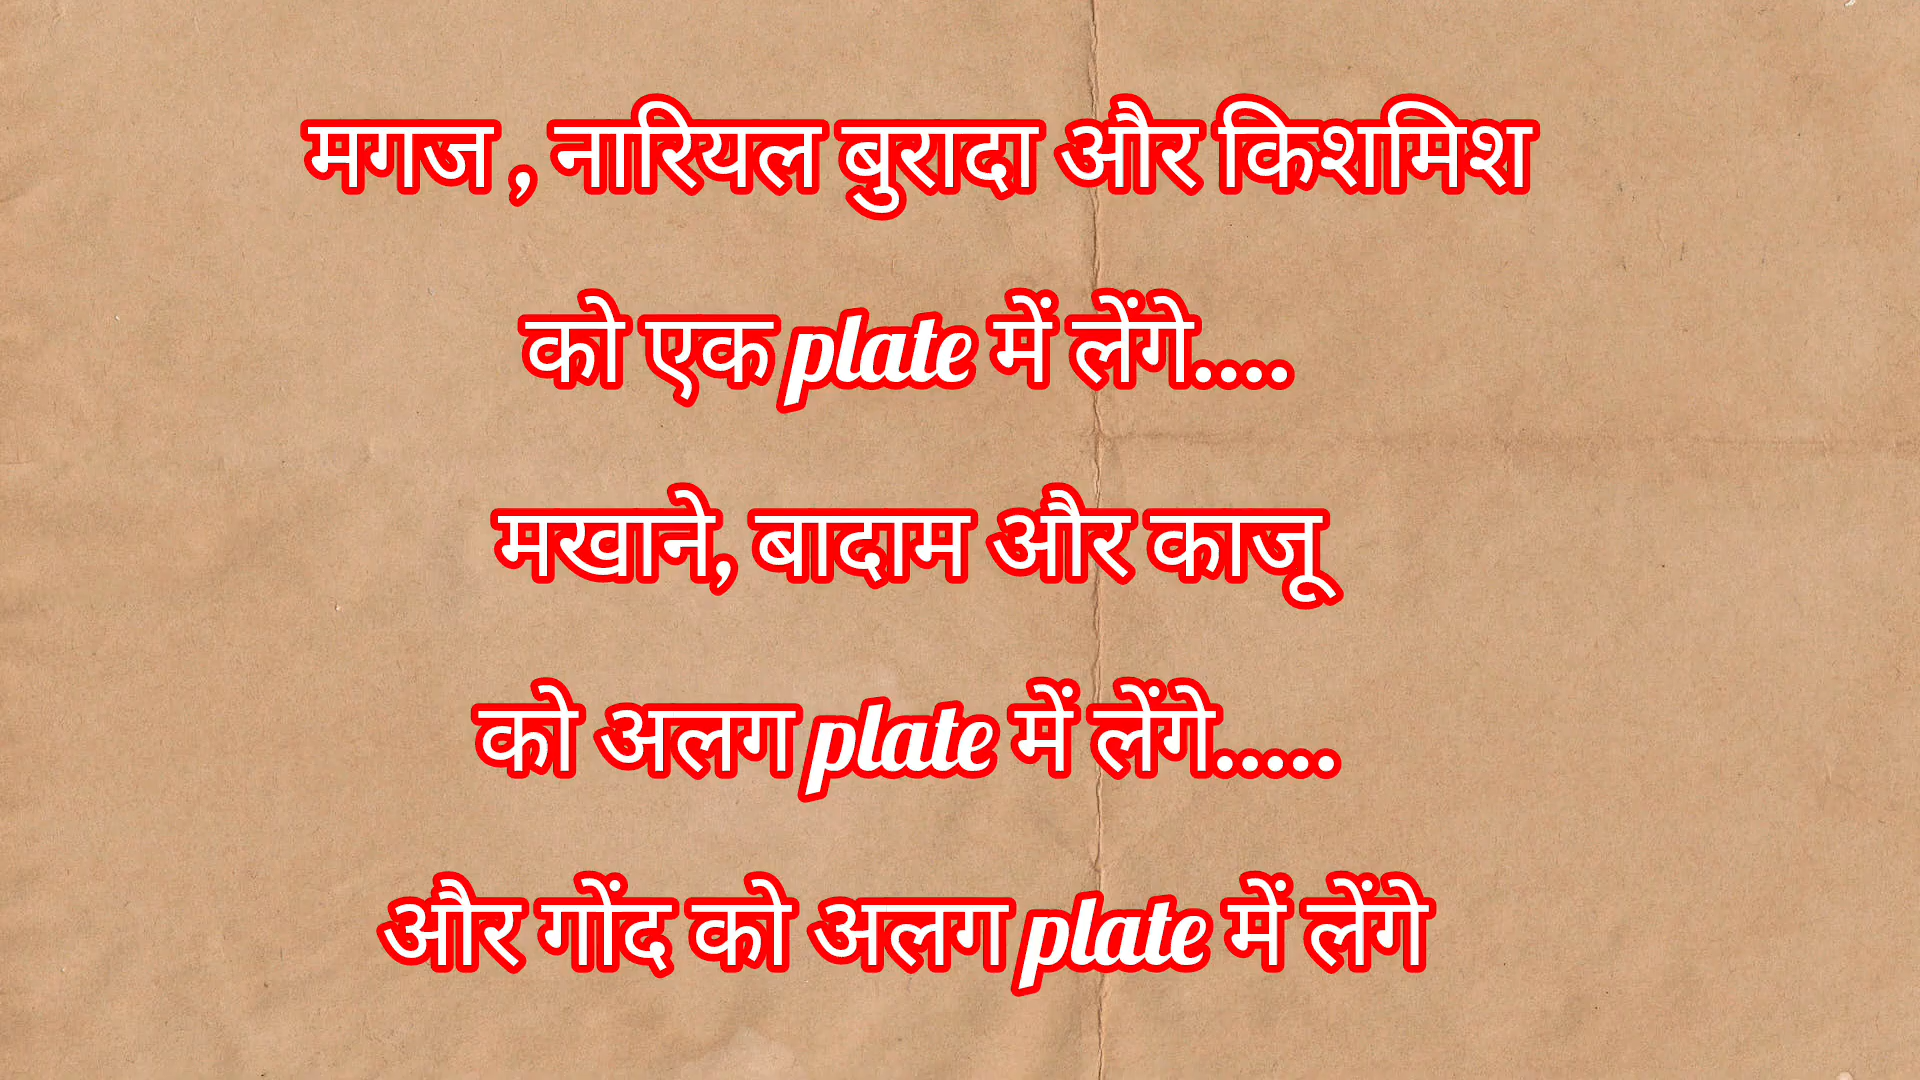 मगज , नारियल बुरादा और किशमिश
को एक plate में लेंगे....
मखाने, बादाम और काजू
को अलग plate में लेंगे.....
और गोंद को अलग plate में लेंगे